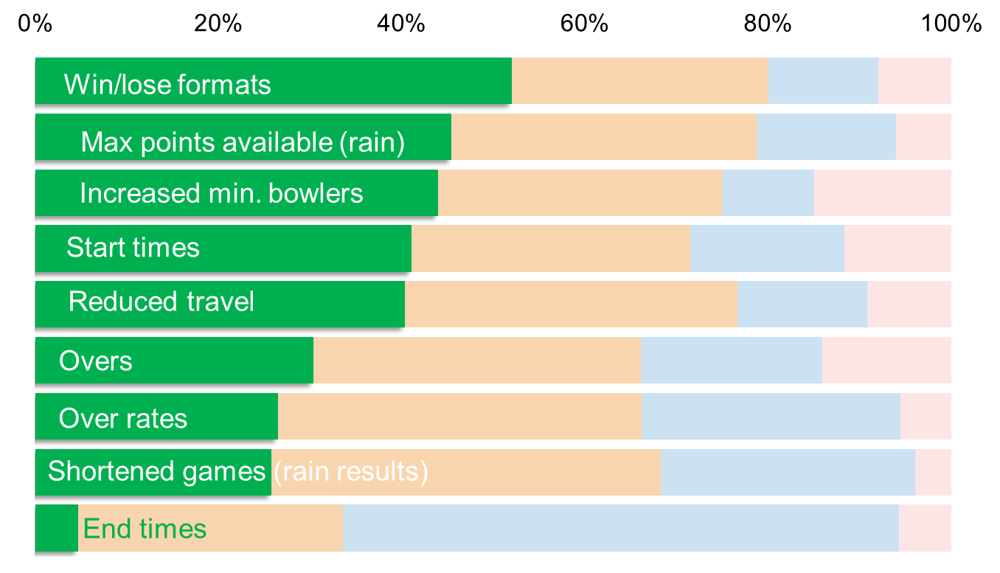 0% 20% 40% 60% 80% 100%
Win/lose formats
Max points available (rain)
Increased min. bowlers
Start times
Reduced travel
Overs
Over rates
Shortened games (rain results)
End times